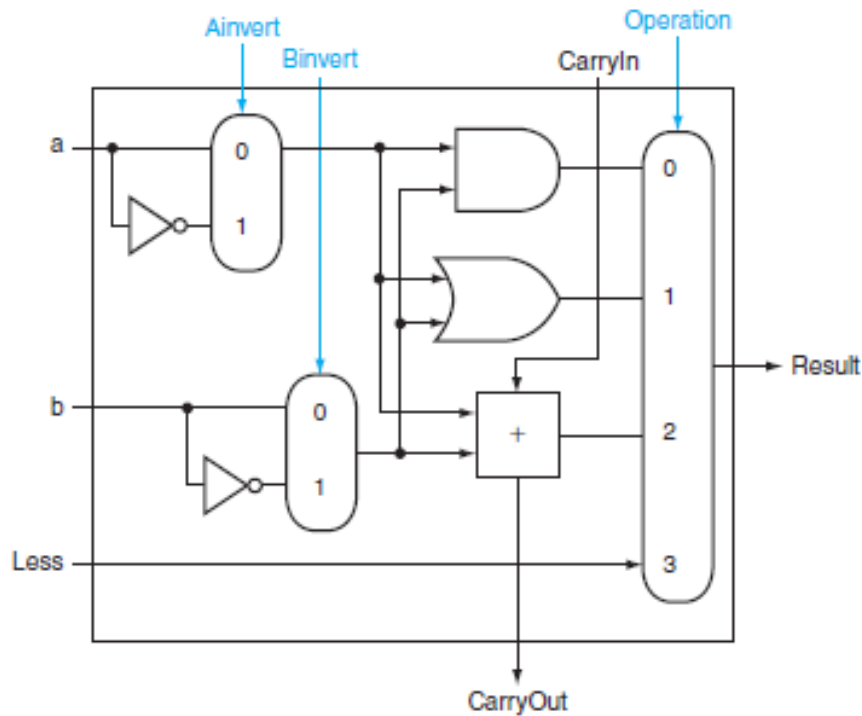 Ainvert
Binvert
CarryIn
Operation
a
0
1
0
1
Result
b
0
1
+
2
Less
3
CarryOut